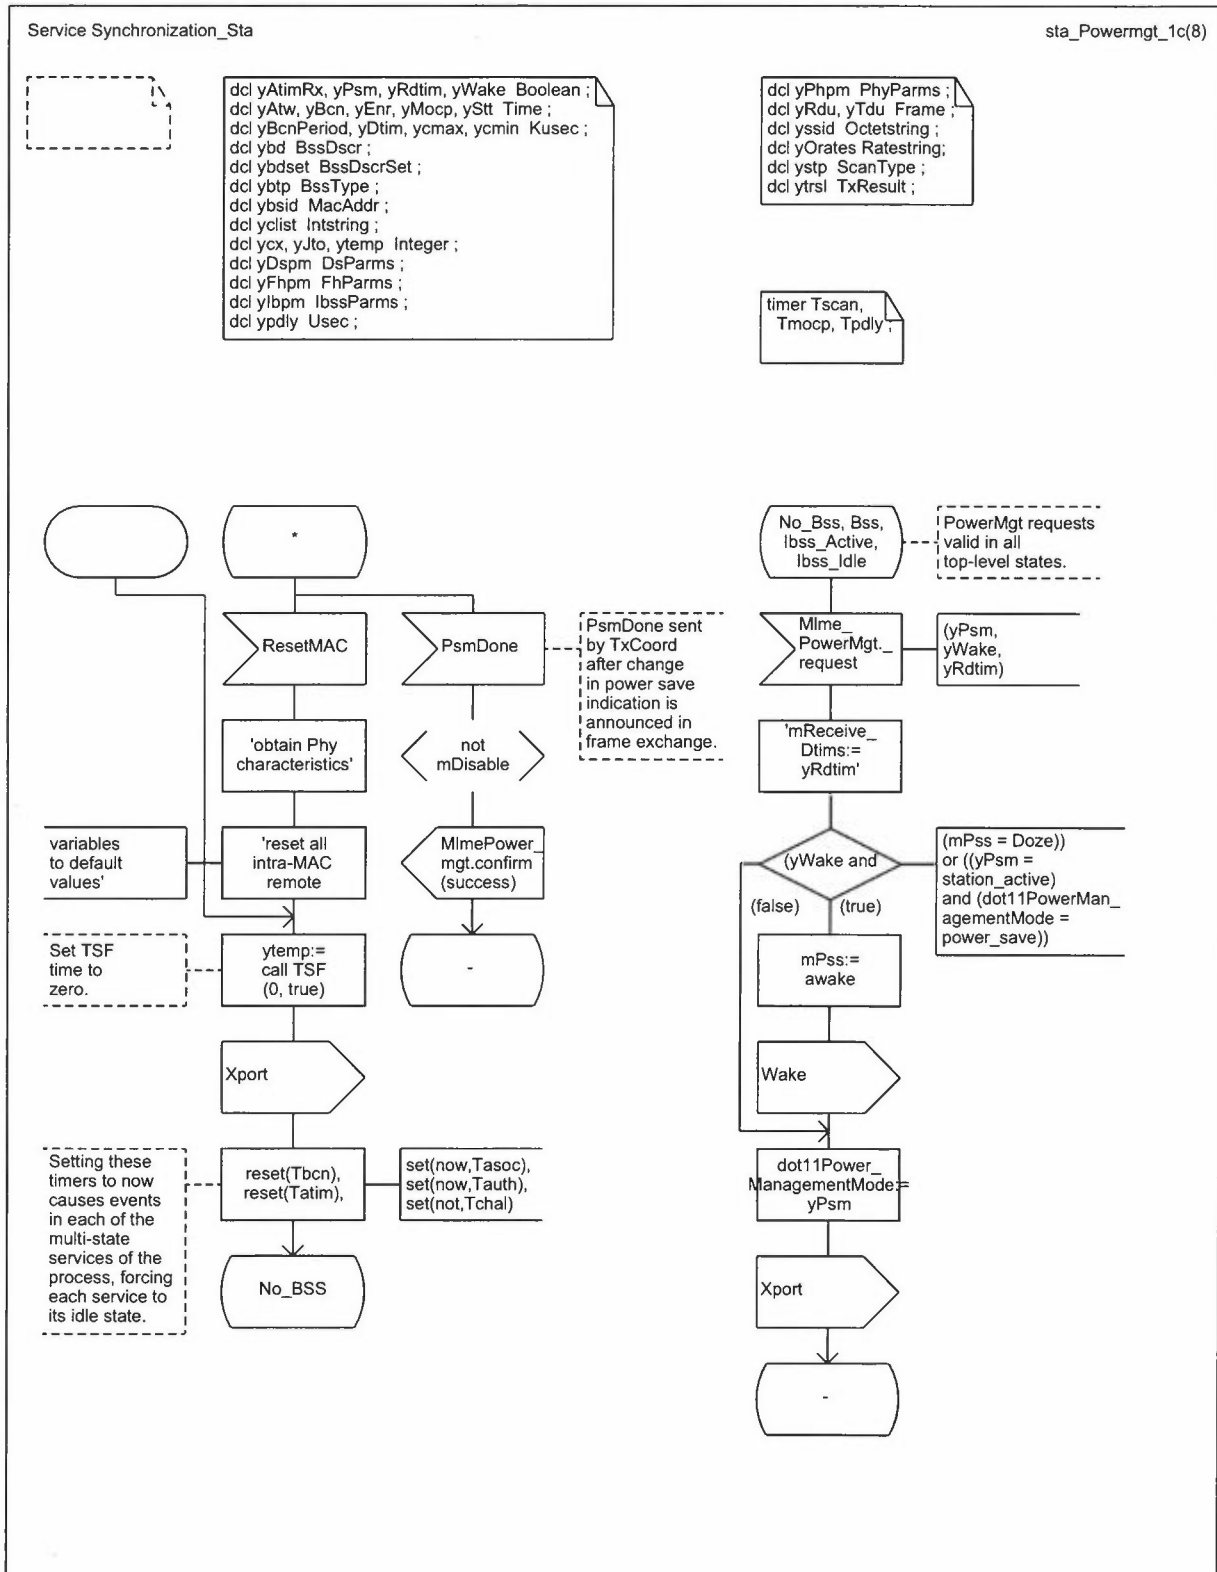 Service Synchronization_Sta
sta_Powermgt_1c(8)
dcl yAtimRx, yPsm, yRdtim, yWake Boolean ;
dcl yAtw, yBcn, yEnr, yMocp, yStt Time ;
dcl yBcnPeriod, yDtim, ycmax, ycmin Kusec ;
dcl ybd BssDscr ;
dcl ybdset BssDscrSet ;
dcl ybtp BssType ;
dcl ybsid MacAddr ;
dcl yclist Intstring ;
dcl ycx, yJto, ytemp Integer ;
dcl yDspm DsParms ;
dcl yFhpm FhParms ;
dcl yIbpm IbssParms ;
dcl ypdly Usec ;
dcl yPhpm PhyParms ;
dcl yRdu, yTdu Frame ;
dcl yssid Octetstring ;
dcl yOrates Ratestring;
dcl ystp ScanType ;
dcl ytrsl TxResult ;
timer Tscan,
Tmocp, Tpdly ;
*
ResetMAC
PsmDone
PsmDone sent
by TxCoord
after change
in power save
indication is
announced in
frame exchange.
'obtain Phy
characteristics'
not
mDisable
variables
to default
values'
'reset all
intra-MAC
remote
MlmePower_
mgt.confirm
(success)
Set TSF
time to
zero.
ytemp:=
call TSF
(0, true)
-
Xport
Setting these
timers to now
causes events
in each of the
multi-state
services of the
process, forcing
each service to
its idle state.
reset(Tbcn),
reset(Tatim),
set(now,Tasoc),
set(now,Tauth),
set(not,Tchal)
No_BSS
No_Bss, Bss,
Ibss_Active,
Ibss_Idle
PowerMgt requests
valid in all
top-level states.
Mlme_
PowerMgt._
request
(yPsm,
yWake,
yRdtim)
'mReceive_
Dtims:=
yRdtim'
(yWake and
(mPss = Doze))
or ((yPsm =
station_active)
and (dot11PowerMan_
agementMode =
power_save))
(false)
(true)
mPss:=
awake
Wake
dot11Power_
ManagementMode:=
yPsm
Xport
-